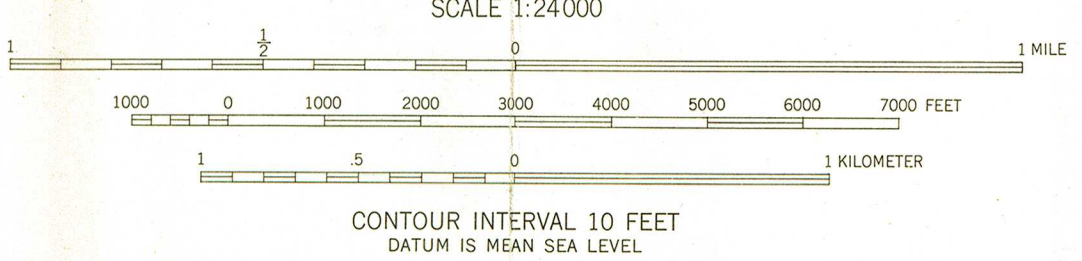 SCALE 1:24000
1 1/2 0 1 MILE
1000 0 1000 2000 3000 4000 5000 6000 7000 FEET
1 .5 0 1 KILOMETER
CONTOUR INTERVAL 10 FEET
DATUM IS MEAN SEA LEVEL